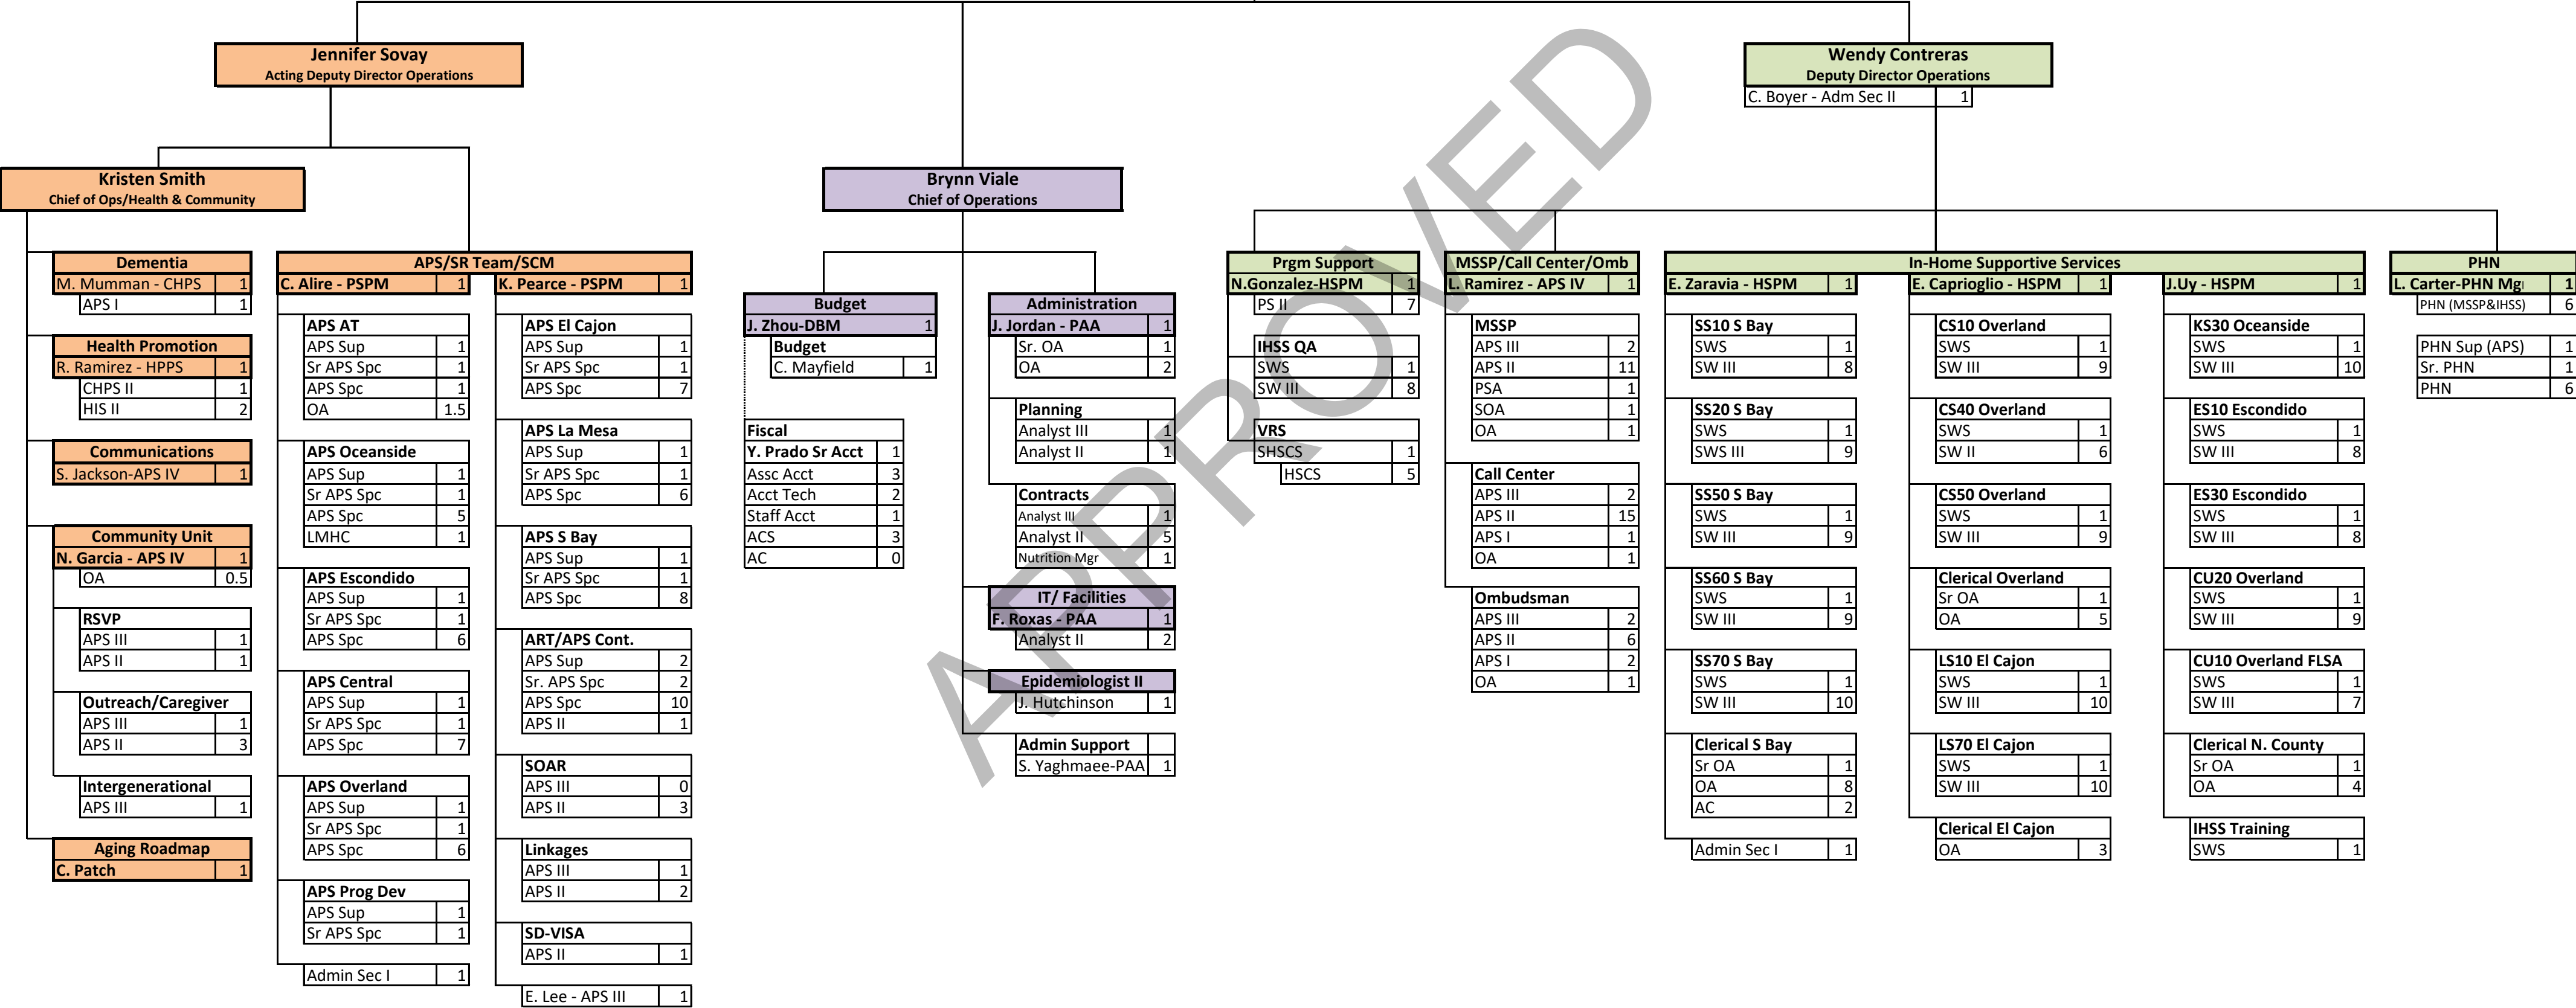 Jennifer Sovay
Acting Deputy Director Operations
Wendy Contreras
Deputy Director Operations
C. Boyer - Adm Sec II 1
Kristen Smith
Chief of Ops/Health & Community
Brynn Viale
Chief of Operations
Dementia
M. Mumman - CHPS 1
APS I 1
Health Promotion
R. Ramirez - HPPS 1
CHPS II 1
HIS II 2
Communications
S. Jackson-APS IV 1
Community Unit
N. Garcia - APS IV 1
OA 0.5
RSVP
APS III 1
APS II 1
Outreach/Caregiver
APS III 1
APS II 3
Intergenerational
APS III 1
Aging Roadmap
C. Patch 1
APS/SR Team/SCM
C. Alire - PSPM 1
APS AT
APS Sup 1
Sr APS Spc 1
APS Spc 1
OA 1.5
APS Oceanside
APS Sup 1
Sr APS Spc 1
APS Spc 5
LMHC 1
APS Escondido
APS Sup 1
Sr APS Spc 1
APS Spc 6
APS Central
APS Sup 1
Sr APS Spc 1
APS Spc 7
APS Overland
APS Sup 1
Sr APS Spc 1
APS Spc 6
APS Prog Dev
APS Sup 1
Sr APS Spc 1
Admin Sec I 1
K. Pearce - PSPM 1
APS El Cajon
APS Sup 1
Sr APS Spc 1
APS Spc 7
APS La Mesa
APS Sup 1
Sr APS Spc 1
APS Spc 6
APS S Bay
APS Sup 1
Sr APS Spc 1
APS Spc 8
ART/APS Cont.
APS Sup 2
Sr. APS Spc 2
APS Spc 10
APS II 1
SOAR
APS III 0
APS II 3
Linkages
APS III 1
APS II 2
SD-VISA
APS II 1
E. Lee - APS III 1
Budget
J. Zhou-DBM 1
Budget
C. Mayfield 1
Fiscal
Y. Prado Sr Acct 1
Assc Acct 3
Acct Tech 2
Staff Acct 1
ACS 3
AC 0
Administration
J. Jordan - PAA 1
Sr. OA 1
OA 2
Planning
Analyst III 1
Analyst II 1
Contracts
Analyst III 1
Analyst II 5
Nutrition Mgr 1
IT/ Facilities
F. Roxas - PAA 1
Analyst II 2
Epidemiologist II
J. Hutchinson 1
Admin Support
S. Yaghmaee-PAA 1
Prgm Support
N.Gonzalez-HSPM 1
PS II 7
IHSS QA
SWS 1
SW III 8
VRS
SHSCS 1
HSCS 5
MSSP/Call Center/Omb
L. Ramirez - APS IV 1
MSSP
APS III 2
APS II 11
PSA 1
SOA 1
OA 1
Call Center
APS III 2
APS II 15
APS I 1
OA 1
Ombudsman
APS III 2
APS II 6
APS I 2
OA 1
In-Home Supportive Services
E. Zaravia - HSPM 1
SS10 S Bay
SWS 1
SW III 8
SS20 S Bay
SWS 1
SWS III 9
SS50 S Bay
SWS 1
SW III 9
SS60 S Bay
SWS 1
SW III 9
SS70 S Bay
SWS 1
SW III 10
Clerical S Bay
Sr OA 1
OA 8
AC 2
Admin Sec I 1
E. Caprioglio - HSPM 1
CS10 Overland
SWS 1
SW III 9
CS40 Overland
SWS 1
SW II 6
CS50 Overland
SWS 1
SW III 9
Clerical Overland
Sr OA 1
OA 5
LS10 El Cajon
SWS 1
SW III 10
LS70 El Cajon
SWS 1
SW III 10
Clerical El Cajon
OA 3
J.Uy - HSPM 1
KS30 Oceanside
SWS 1
SW III 10
ES10 Escondido
SWS 1
SW III 8
ES30 Escondido
SWS 1
SW III 8
CU20 Overland
SWS 1
SW III 9
CU10 Overland FLSA
SWS 1
SW III 7
Clerical N. County
Sr OA 1
OA 4
IHSS Training
SWS 1
PHN
L. Carter-PHN Mg 1
PHN (MSSP&IHSS) 6
PHN Sup (APS) 1
Sr. PHN 1
PHN 6
APPROVED